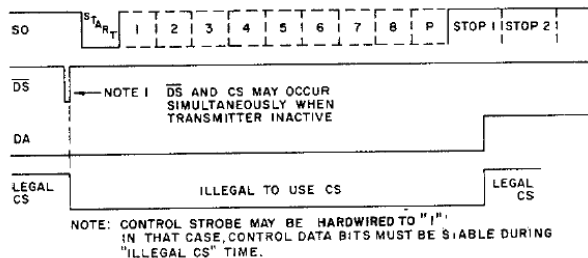 SO START 1 2 3 4 5 6 7 8 P STOP 1 STOP 2
DS NOTE 1 DS AND CS MAY OCCUR
SIMULTANEOUSLY WHEN
TRANSMITTER INACTIVE
DA
LEGAL CS ILLEGAL TO USE CS LEGAL CS
NOTE: CONTROL STROBE MAY BE HARDWIRED TO "1"
IN THAT CASE, CONTROL DATA BITS MUST BE STABLE DURING
"ILLEGAL CS" TIME.